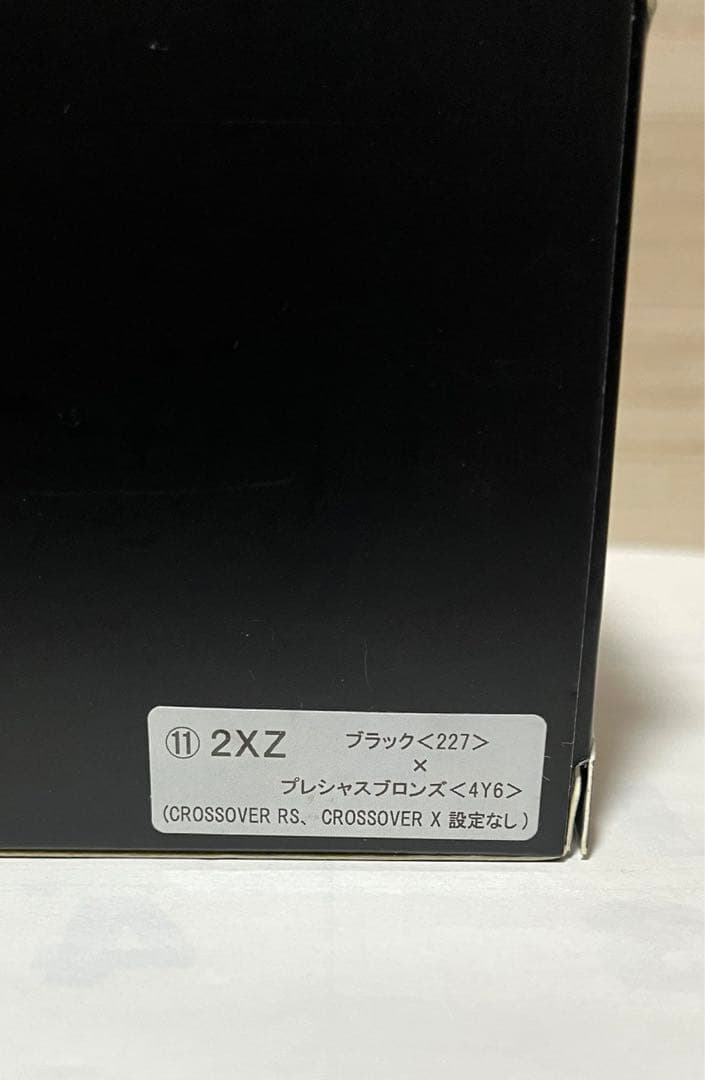 ⑪ 2XZ ブラック<227>
×
プレシャスブロンズ<4Y6>
(CROSSOVER RS、CROSSOVER X 設定なし)